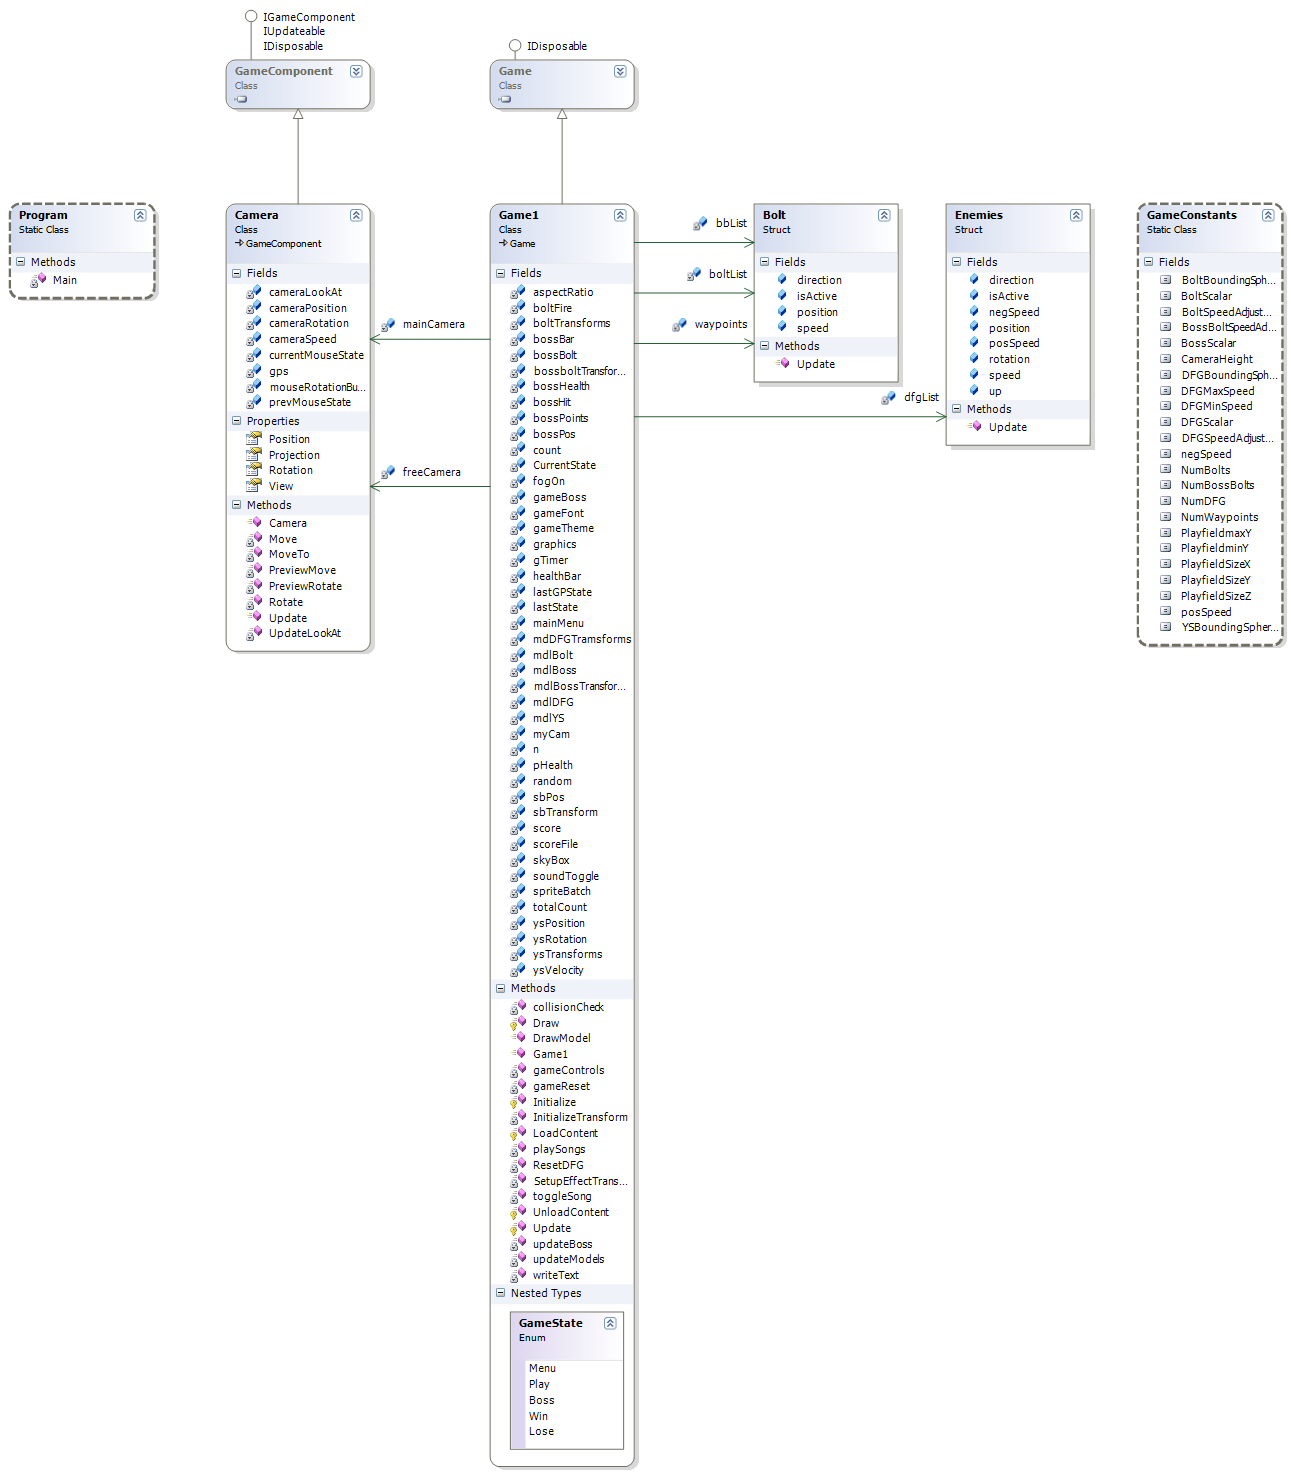 IGameComponent
IUpdateable
IDisposable
GameComponent
Class
IDisposable
Game
Class
Program
Static Class
Methods
Main
Camera
Class
GameComponent
Fields
cameraLookAt
cameraPosition
cameraRotation
cameraSpeed
currentMouseState
gps
mouseRotationBu...
prevMouseState
Properties
Position
Projection
Rotation
View
Methods
Camera
Move
MoveTo
PreviewMove
PreviewRotate
Rotate
Update
UpdateLookAt
mainCamera
freeCamera
Game1
Class
Game
Fields
aspectRatio
boltFire
boltTransforms
bossBar
bossBolt
bossboltTransfor...
bossHealth
bossHit
bossPoints
bossPos
count
CurrentState
fogOn
gameBoss
gameFont
gameTheme
graphics
gTimer
healthBar
lastGPState
lastState
mainMenu
mdDFGTramsforms
mdlBolt
mdlBoss
mdlBossTransfor...
mdlDFG
mdlYS
myCam
n
pHealth
random
sbPos
sbTransform
score
scoreFile
skyBox
soundToggle
spriteBatch
totalCount
ysPosition
ysRotation
ysTransforms
ysVelocity
Methods
collisionCheck
Draw
DrawModel
Game1
gameControls
gameReset
Initialize
InitializeTransform
LoadContent
playSongs
ResetDFG
SetupEffectTrans...
toggleSong
UnloadContent
Update
updateBoss
updateModels
writeText
Nested Types
GameState
Enum
Menu
Play
Boss
Win
Lose
bbList
boltList
waypoints
dfgList
Bolt
Struct
Fields
direction
isActive
position
speed
Methods
Update
Enemies
Struct
Fields
direction
isActive
negSpeed
position
posSpeed
rotation
speed
up
Methods
Update
GameConstants
Static Class
Fields
BoltBoundingSph...
BoltScalar
BoltSpeedAdjust...
BossBoltSpeedAd...
BossScalar
CameraHeight
DFGBoundingSph...
DFGMaxSpeed
DFGMinSpeed
DFGScalar
DFGSpeedAdjust...
negSpeed
NumBolts
NumBossBolts
NumDFG
NumWaypoints
PlayfieldmaxY
PlayfieldminY
PlayfieldSizeX
PlayfieldSizeY
PlayfieldSizeZ
posSpeed
YSBoundingSpher...